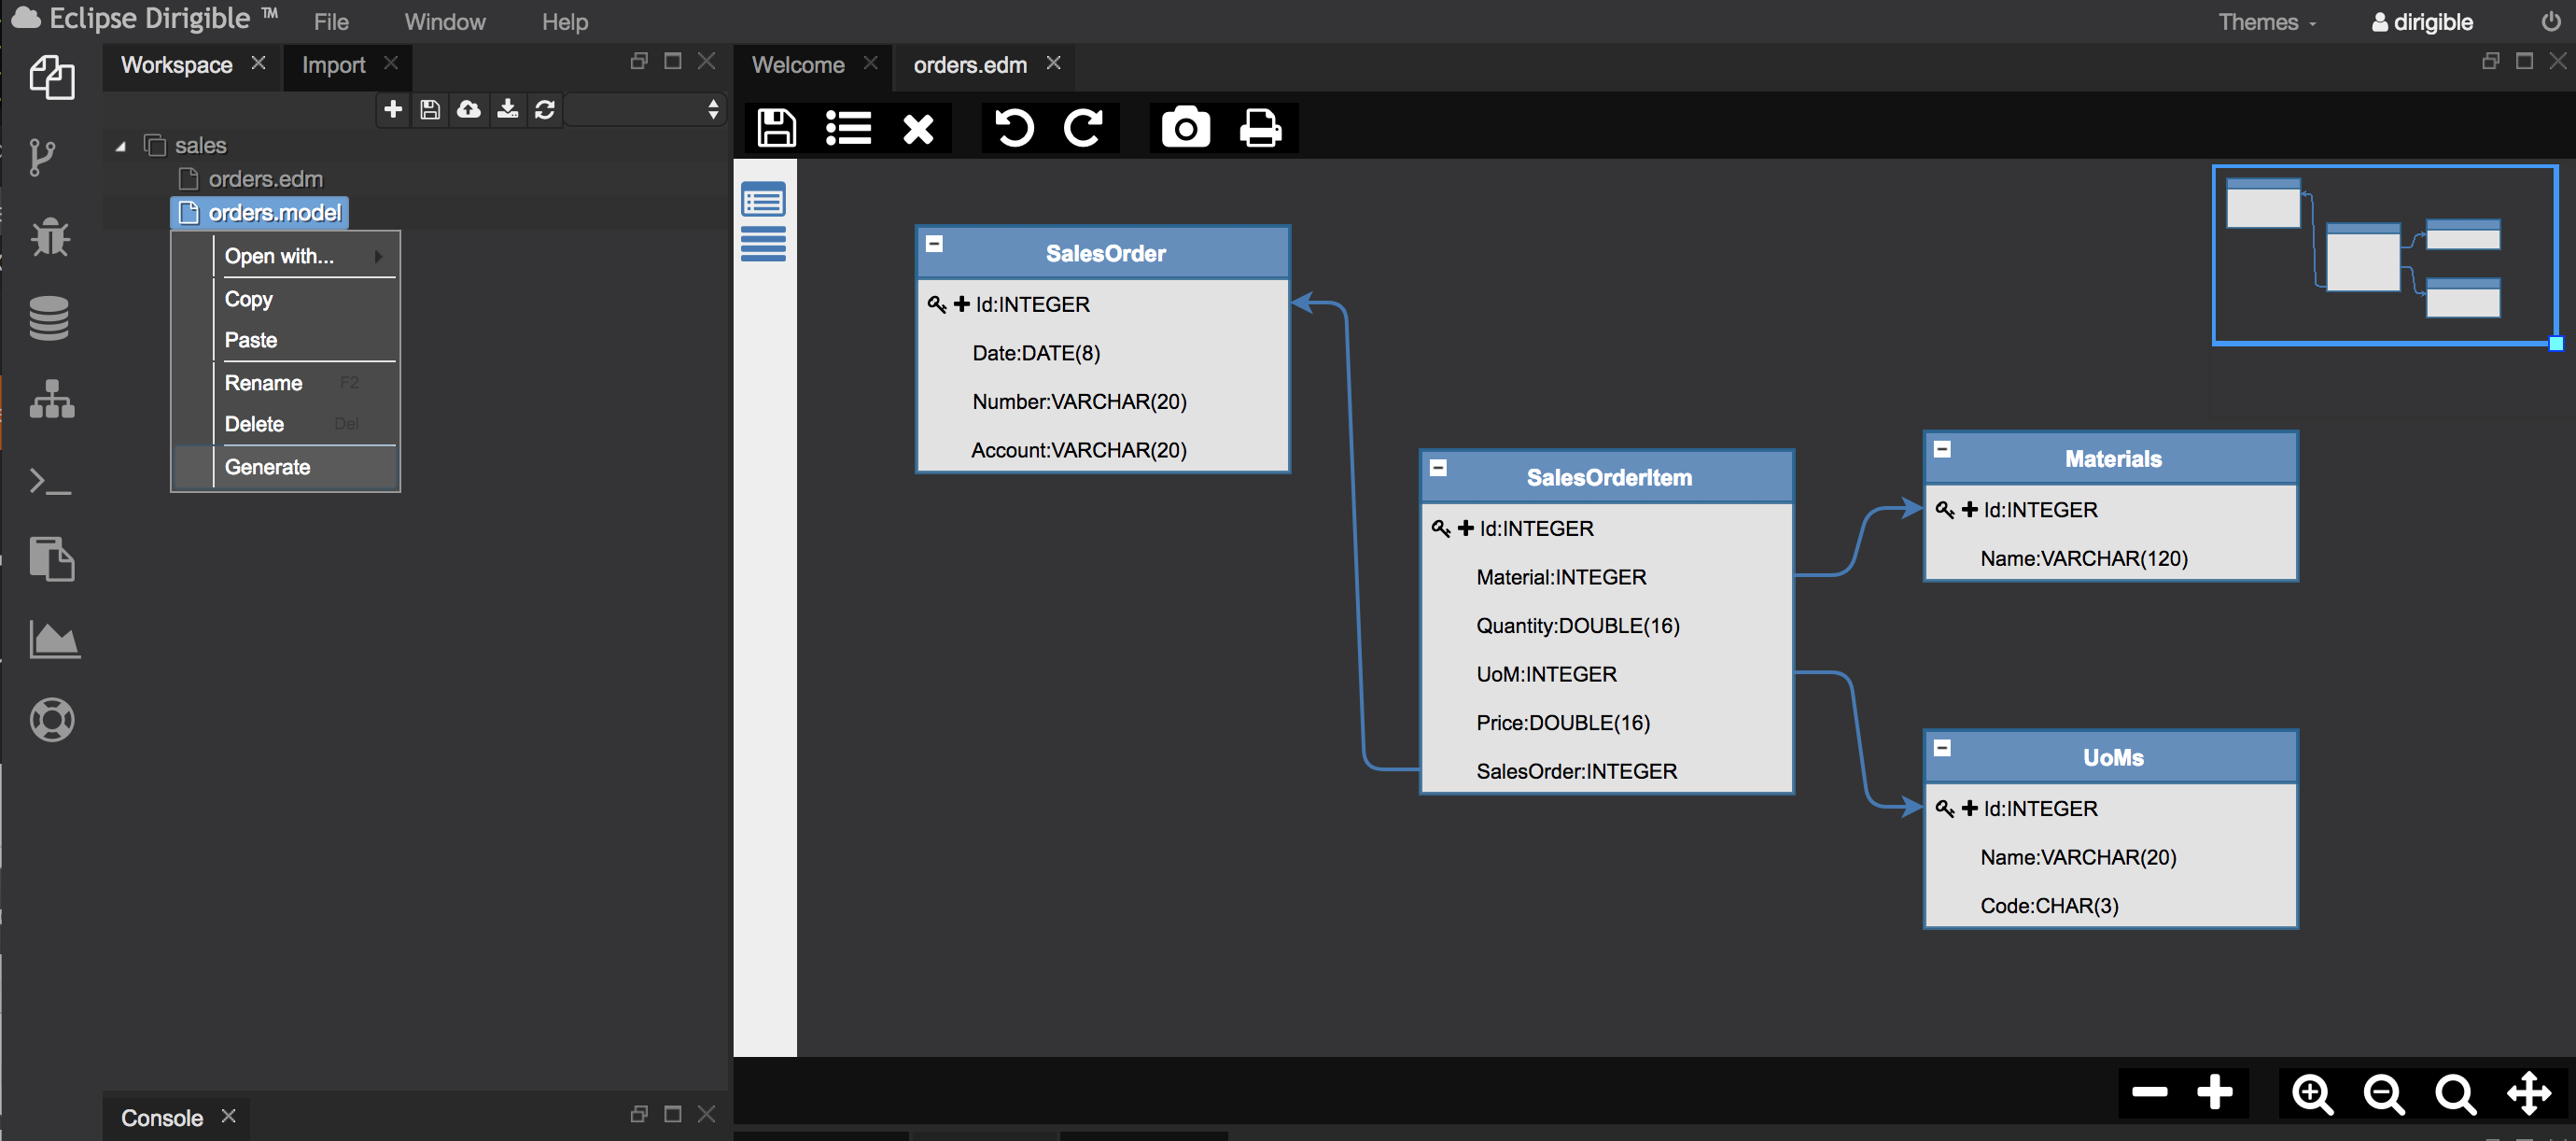 Eclipse Dirigible ™ File Window Help Themes dirigible
Workspace Import
Welcome orders.edm
sales
orders.edm
orders.model
Open with...
Copy
Paste
Rename F2
Delete Del
Generate
SalesOrder
Id:INTEGER
Date:DATE(8)
Number:VARCHAR(20)
Account:VARCHAR(20)
SalesOrderItem
Id:INTEGER
Material:INTEGER
Quantity:DOUBLE(16)
UoM:INTEGER
Price:DOUBLE(16)
SalesOrder:INTEGER
Materials
Id:INTEGER
Name:VARCHAR(120)
UoMs
Id:INTEGER
Name:VARCHAR(20)
Code:CHAR(3)
Console